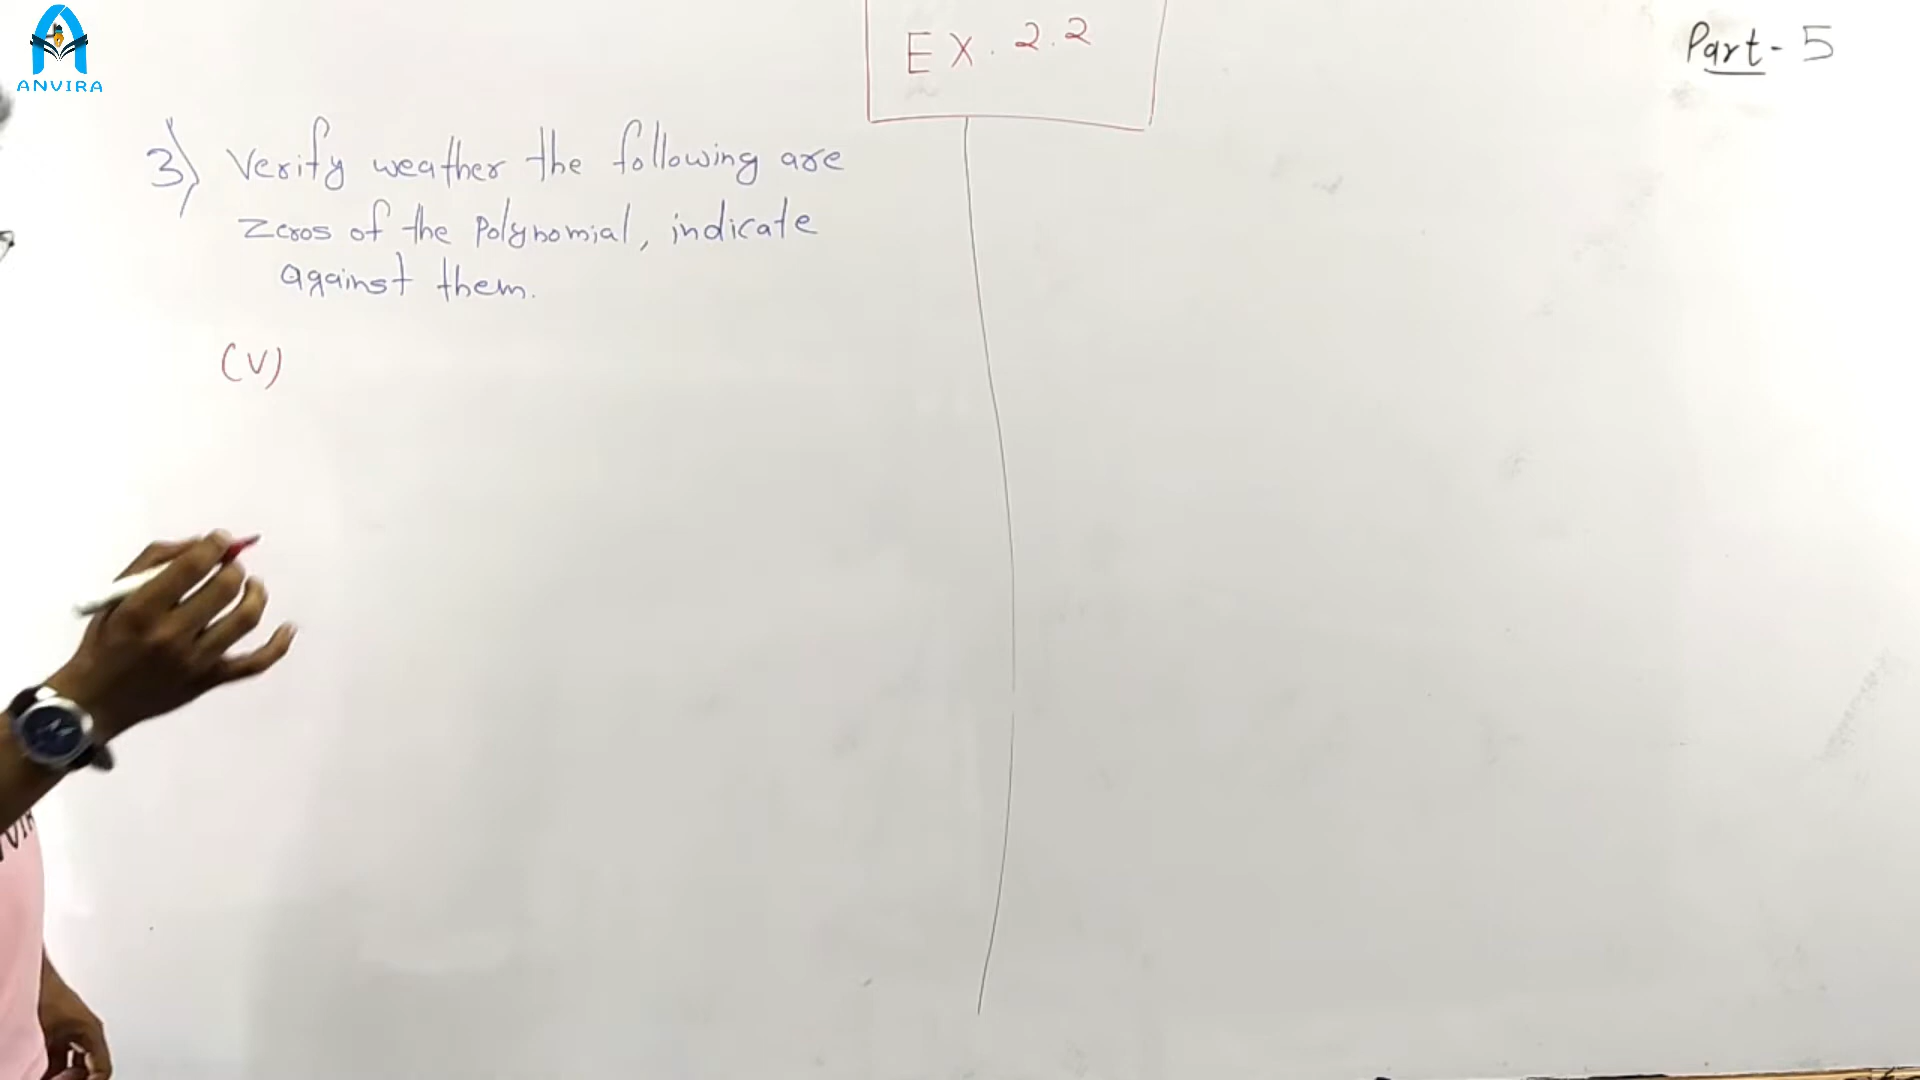 ANVIRA
EX. 2.2
Part - 5
3) Verify weather the following are
zeros of the polynomial, indicate
against them.
(V)